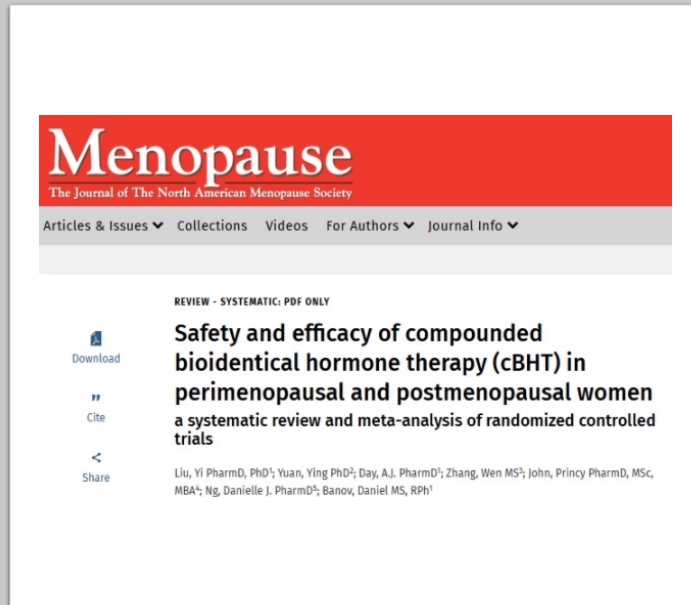 Menopause
The Journal of The North American Menopause Society
Articles & Issues Collections Videos For Authors Journal Info
REVIEW - SYSTEMATIC: PDF ONLY
Safety and efficacy of compounded
bioidentical hormone therapy (cBHT) in
perimenopausal and postmenopausal women
a systematic review and meta-analysis of randomized controlled
trials
Liu, Yi PharmD, PhD¹; Yuan, Ying PhD²; Day, A.J. PharmD¹; Zhang, Wen MS³; John, Princy PharmD, MSc,
MBA⁴; Ng, Danielle J. PharmD⁵; Banov, Daniel MS, RPh¹
Download
Cite
Share